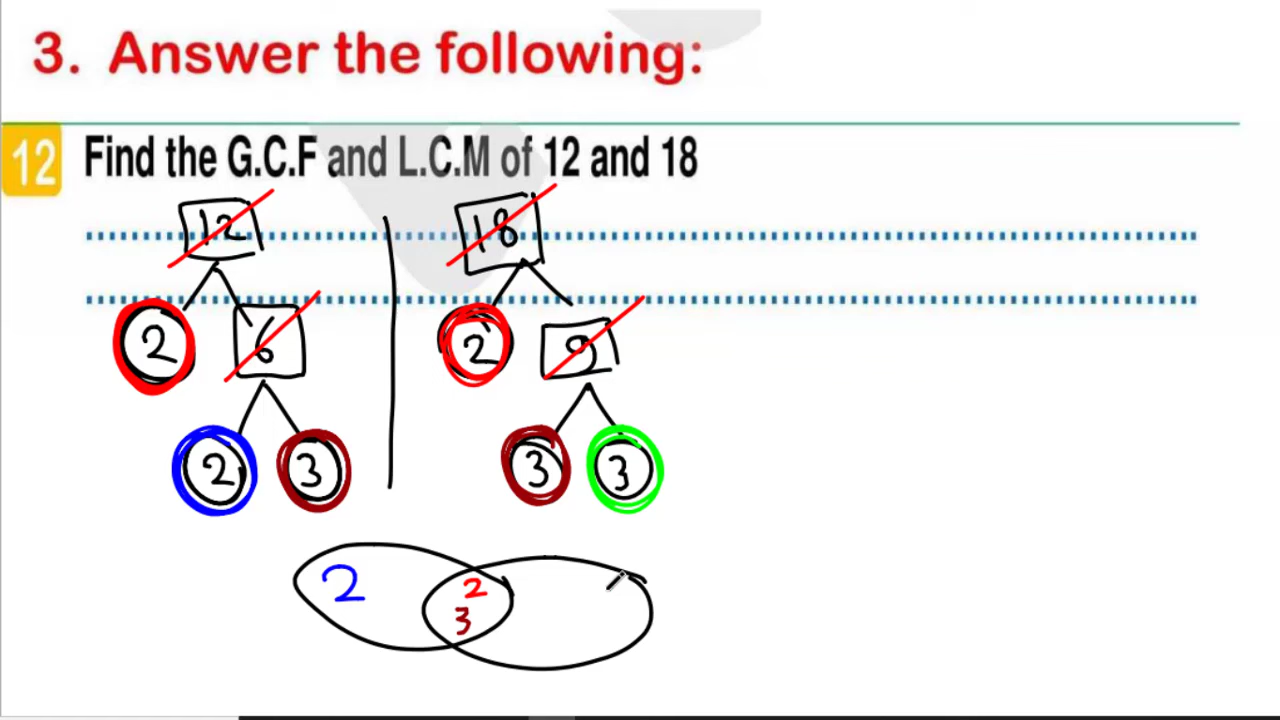 3. Answer the following:
12 Find the G.C.F and L.C.M of 12 and 18
12 18
2 6 2 9
2 3 3 3
2 2
3